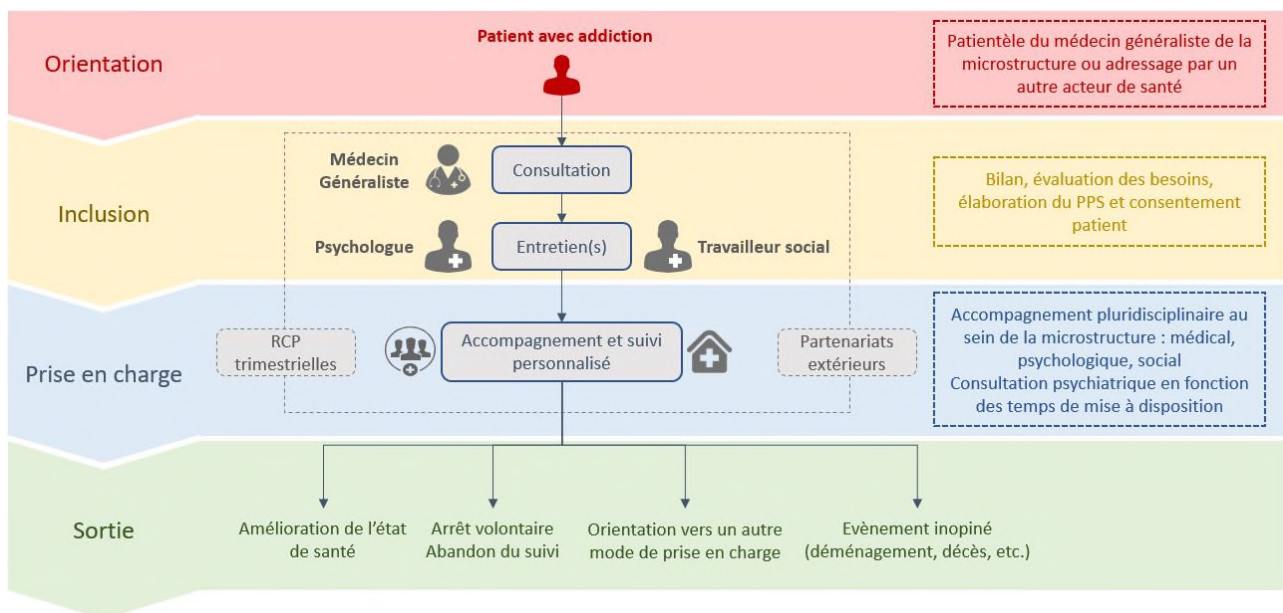 Orientation
Patient avec addiction
Patientèle du médecin généraliste de la
microstructure ou adressage par un
autre acteur de santé
Inclusion
Médecin
Généraliste
Consultation
Psychologue
Entretien(s)
Travailleur social
Bilan, évaluation des besoins,
élaboration du PPS et consentement
patient
Prise en charge
RCP
trimestrielles
Accompagnement et suivi
personnalisé
Partenariats
extérieurs
Accompagnement pluridisciplinaire au
sein de la microstructure : médical,
psychologique, social
Consultation psychiatrique en fonction
des temps de mise à disposition
Sortie
Amélioration de l'état
de santé
Arrêt volontaire
Abandon du suivi
Orientation vers un autre
mode de prise en charge
Evènement inopiné
(déménagement, décès, etc.)